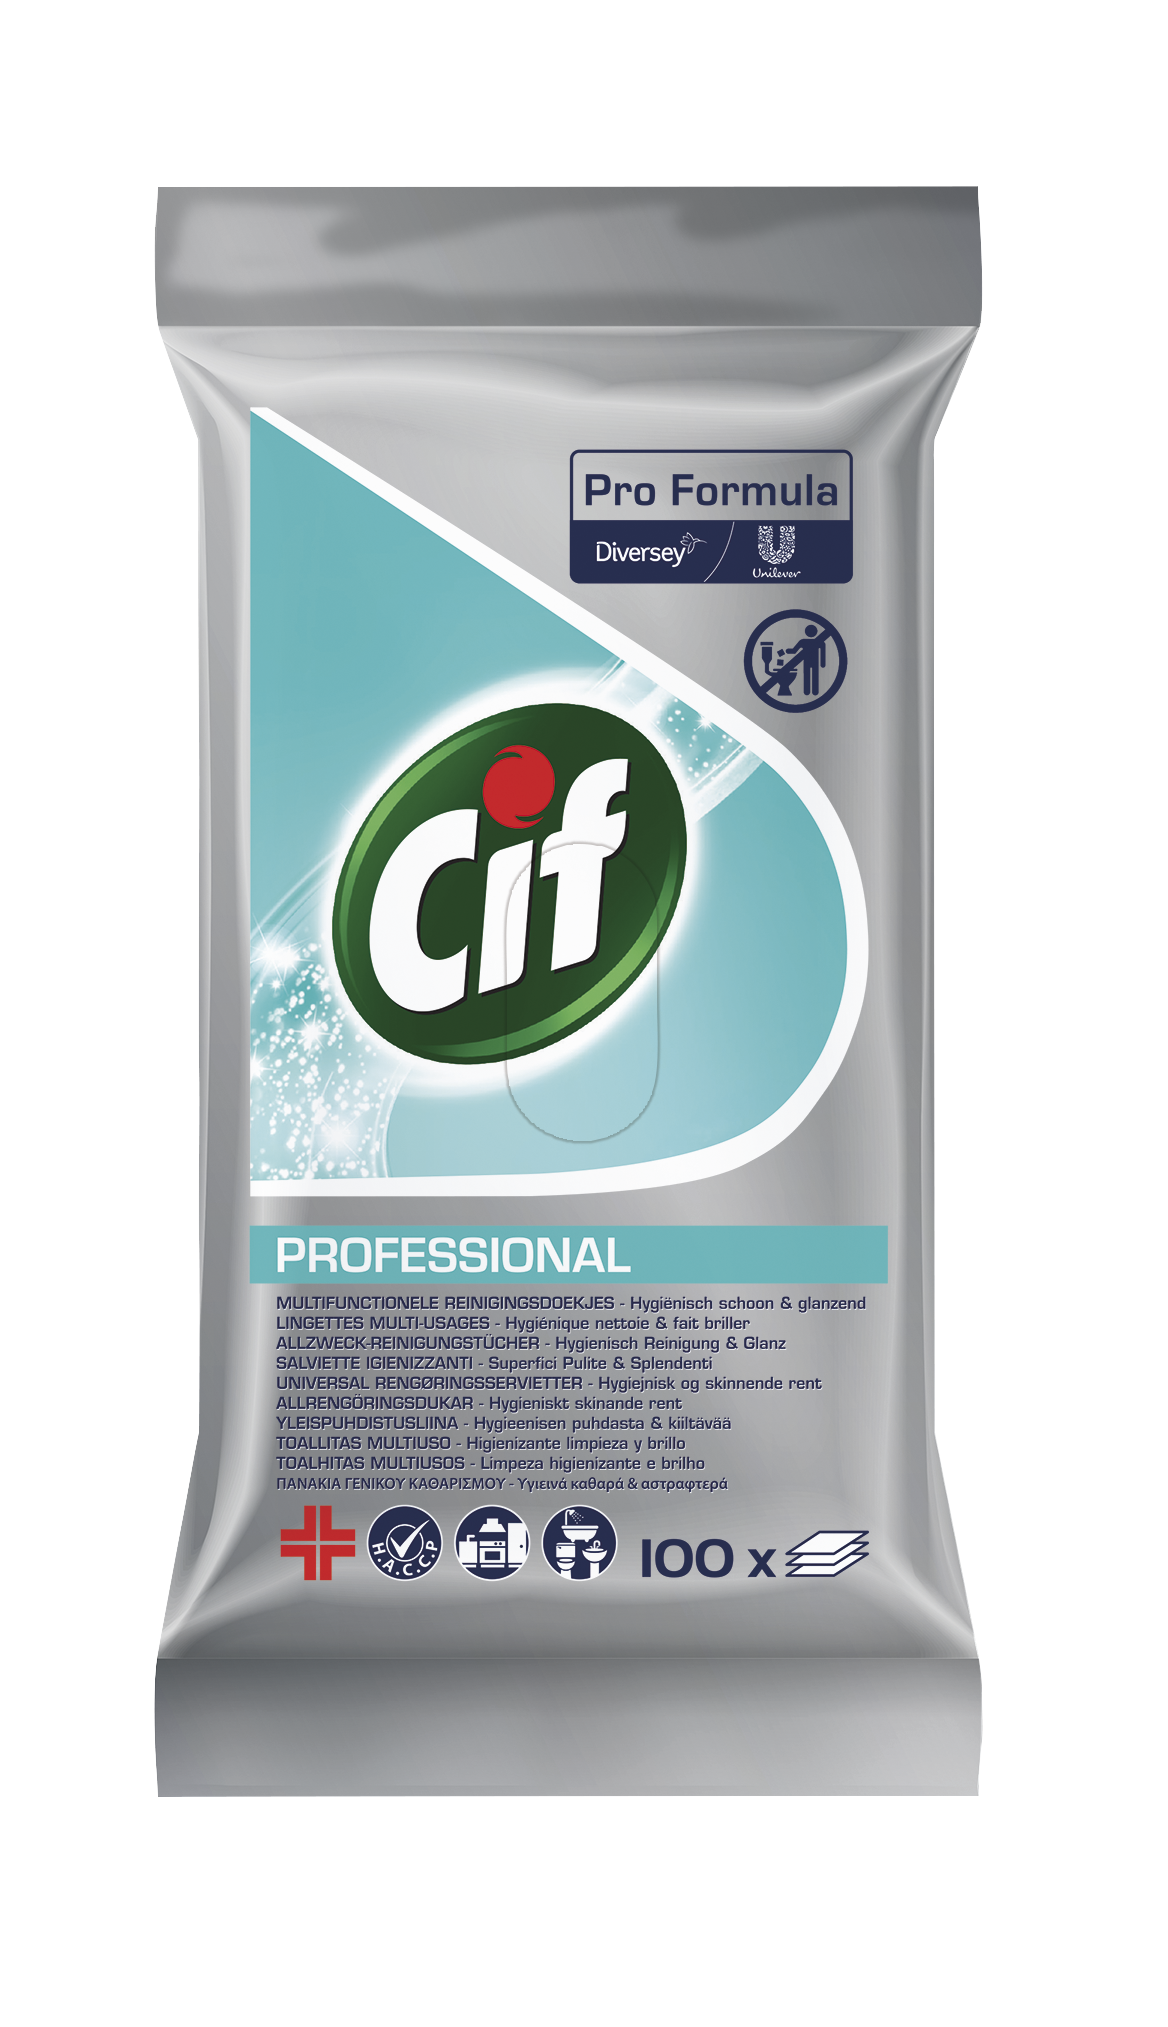 Pro Formula
Diversey
Unilever
Cif
PROFESSIONAL
MULTIFUNCTIONELE REINIGINGSDOEKJES - Hygiënisch schoon & glanzend
LINGETTES MULTI-USAGES - Hygiénique nettoie & fait briller
ALLZWECK-REINIGUNGSTÜCHER - Hygienisch Reinigung & Glanz
SALVIETTE IGIENIZZANTI - Superfici Pulite & Splendenti
UNIVERSAL RENGØRINGSSERVIETTER - Hygiejnisk og skinnende rent
ALLRENGÖRINGSDUKAR - Hygieniskt skinande rent
YLEISPUHDISTUSLIINA - Hygieenisen puhdasta & kiiltävää
TOALLITAS MULTIUSO - Higienizante limpieza y brillo
TOALHITAS MULTIUSOS - Limpeza higienizante e brilho
ΠΑΝΑΚΙΑ ΓΕΝΙΚΟΥ ΚΑΘΑΡΙΣΜΟΥ - Υγιεινά καθαρά & αστραφτερά
H.A.C.C.P
100 x